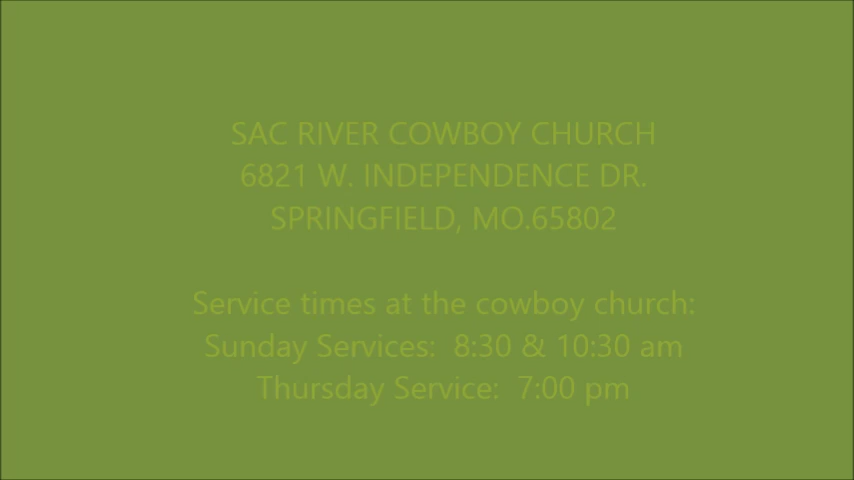 SAC RIVER COWBOY CHURCH
6821 W. INDEPENDENCE DR.
SPRINGFIELD, MO.65802
Service times at the cowboy church:
Sunday Services:  8:30 & 10:30 am
Thursday Service:  7:00 pm